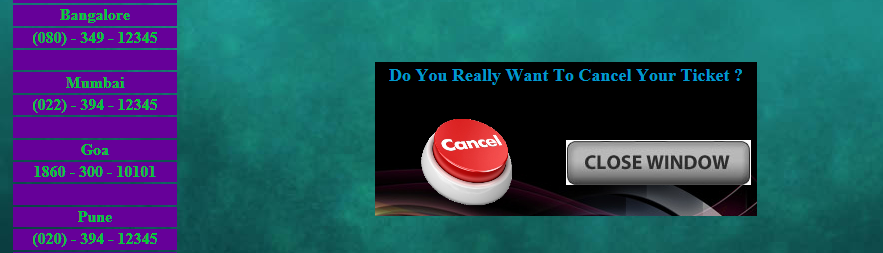 Bangalore
(080) - 349 - 12345
Mumbai
(022) - 394 - 12345
Goa
1860 - 300 - 10101
Pune
(020) - 394 - 12345
Do You Really Want To Cancel Your Ticket ?
Cancel
CLOSE WINDOW